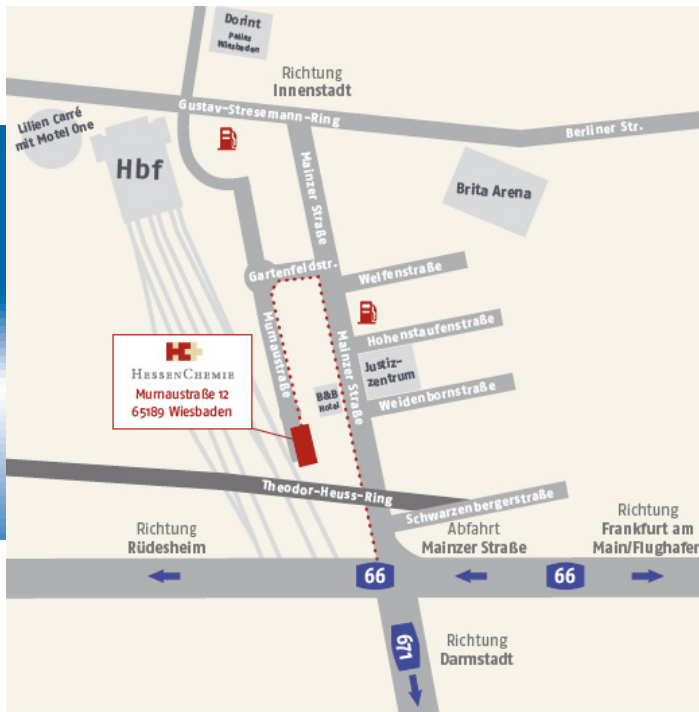 Dorint
Pallas
Wiesbaden
Richtung
Innenstadt
Gustav-Stresemann-Ring
Berliner Str.
Lilien Carré
mit Motel One
Hbf
Mainzer Straße
Brita Arena
Gartenfeldstr.
Welfenstraße
Murnaustraße
Mainzer Straße
Hohenstaufenstraße
Justiz-
zentrum
B&B
Hotel
Weidenbornstraße
HESSENCHEMIE
Murnaustraße 12
65189 Wiesbaden
Theodor-Heuss-Ring
Schwarzenbergerstraße
Richtung
Rüdesheim
Abfahrt
Mainzer Straße
Richtung
Frankfurt am
Main/Flughafen
66
66
671
Richtung
Darmstadt